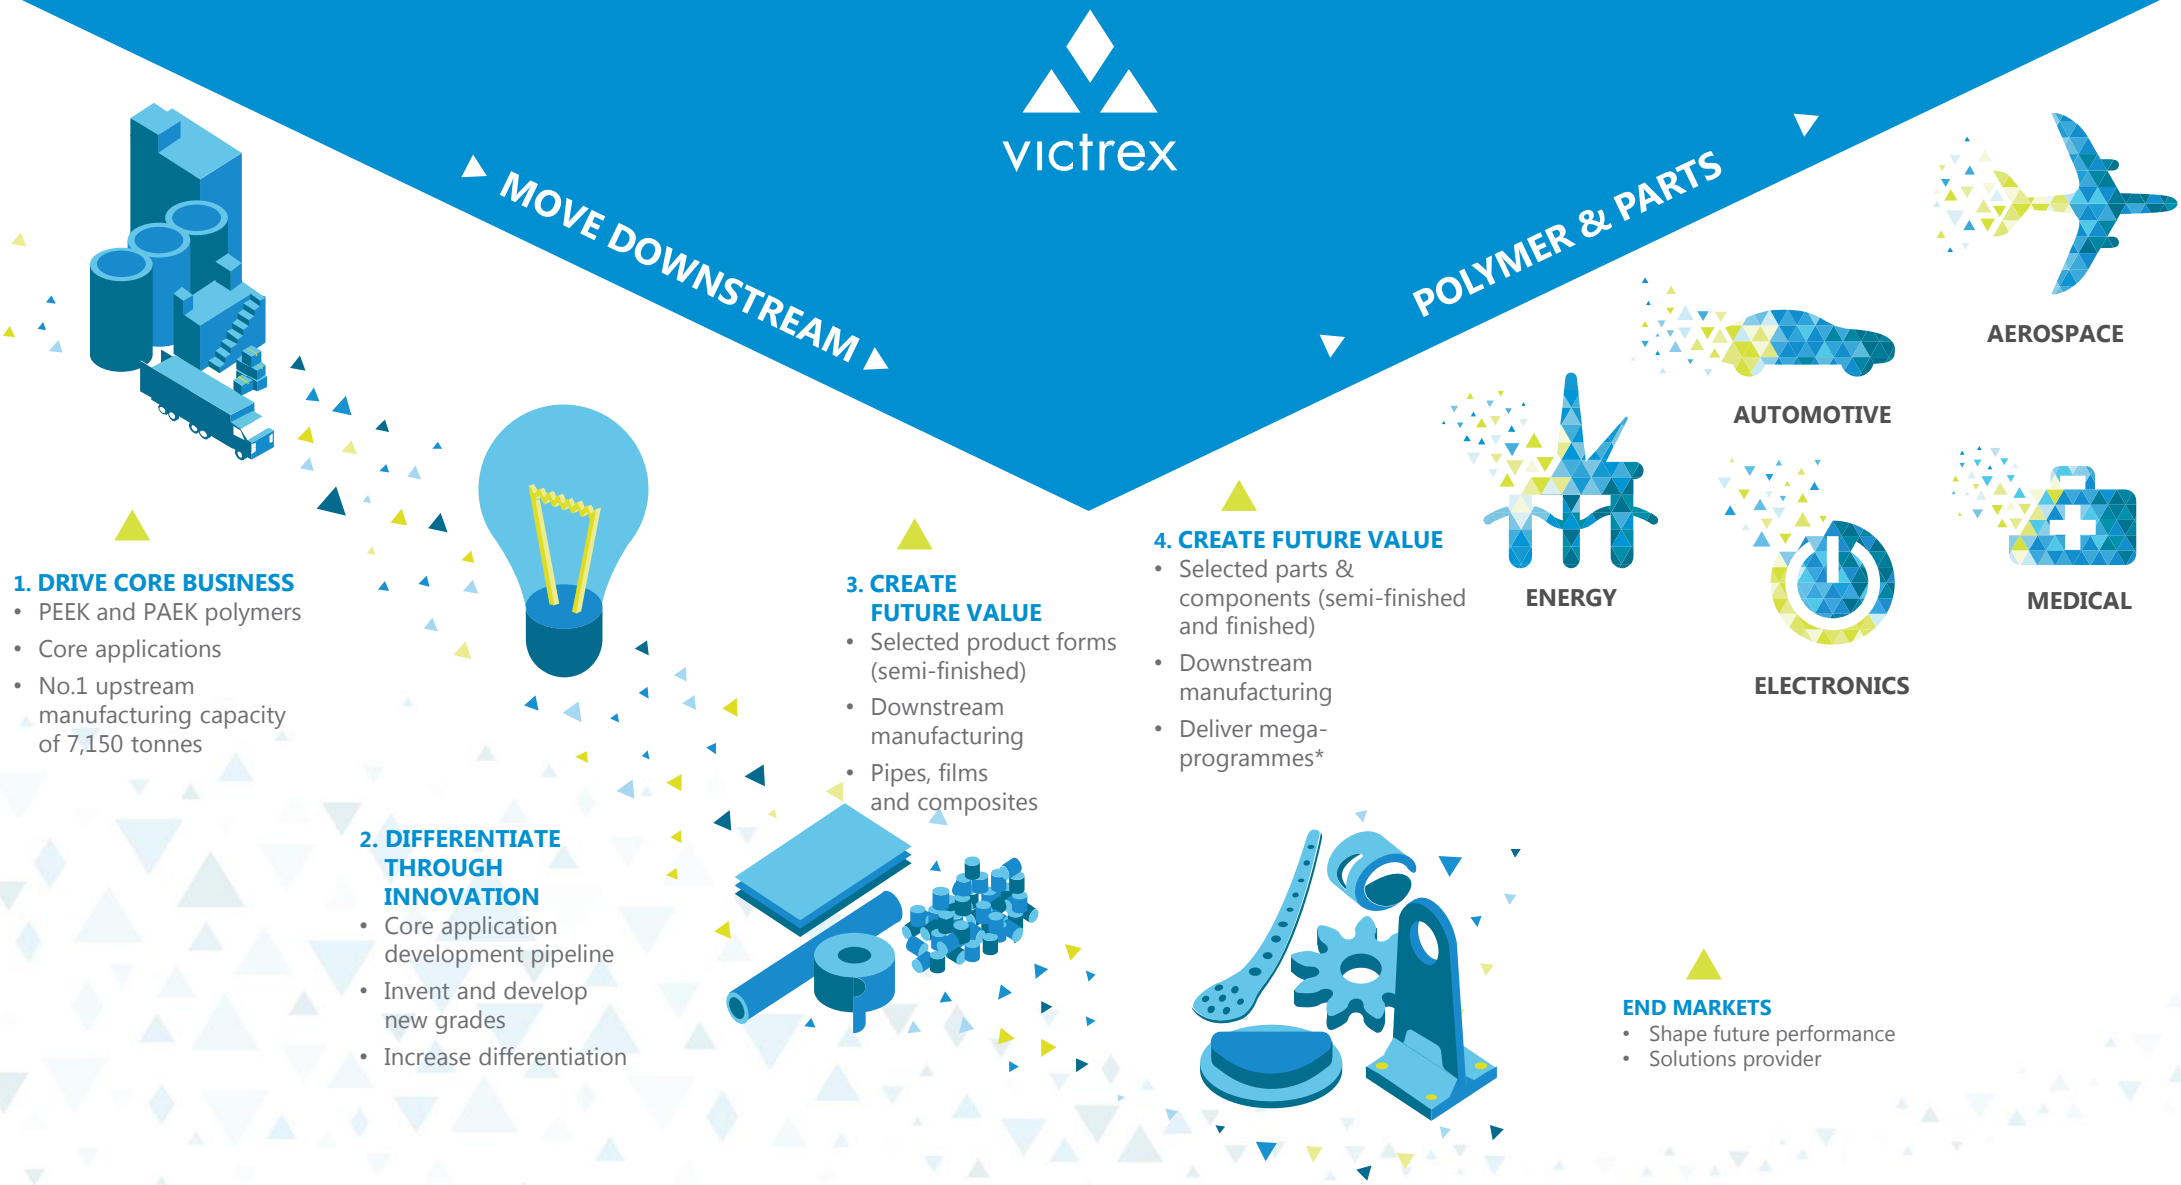 victrex
MOVE DOWNSTREAM
POLYMER & PARTS
1. DRIVE CORE BUSINESS
• PEEK and PAEK polymers
• Core applications
• No.1 upstream
manufacturing capacity
of 7,150 tonnes
2. DIFFERENTIATE
THROUGH
INNOVATION
• Core application
development pipeline
• Invent and develop
new grades
• Increase differentiation
3. CREATE
FUTURE VALUE
• Selected product forms
(semi-finished)
• Downstream
manufacturing
• Pipes, films
and composites
4. CREATE FUTURE VALUE
• Selected parts &
components (semi-finished
and finished)
• Downstream
manufacturing
• Deliver mega-
programmes*
AEROSPACE
AUTOMOTIVE
ENERGY
MEDICAL
ELECTRONICS
END MARKETS
• Shape future performance
• Solutions provider